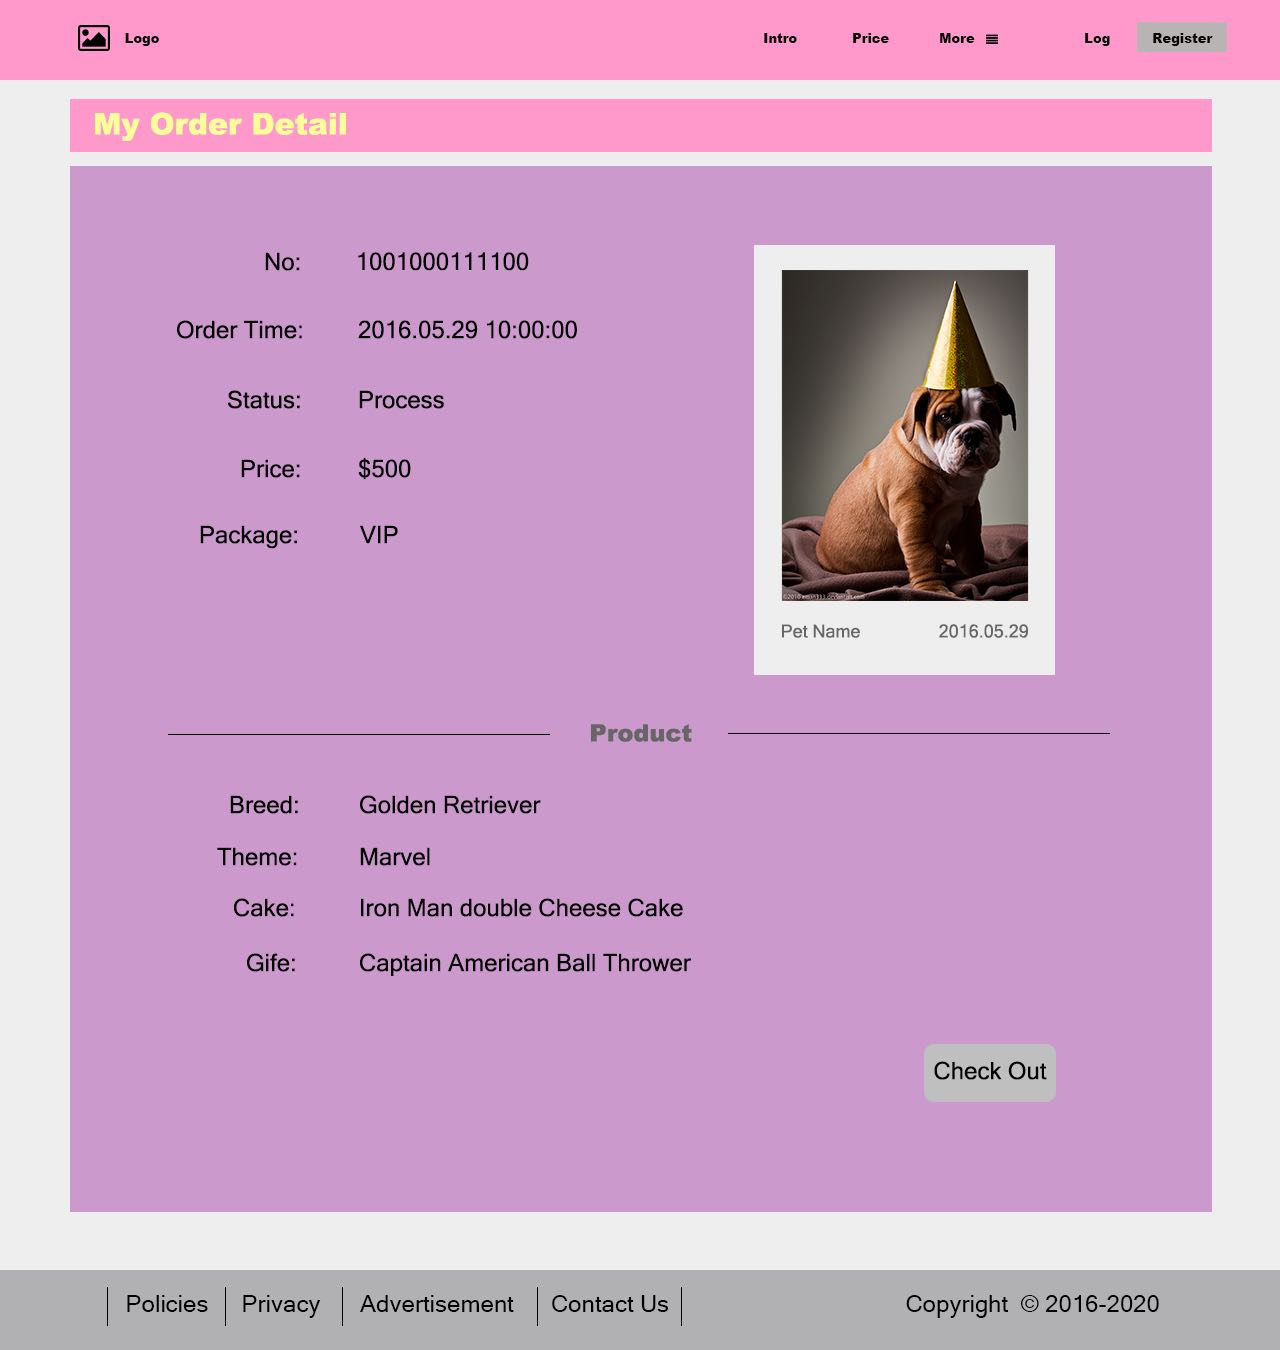 Logo
Intro
Price
More
Log
Register
My Order Detail
No: 1001000111100
Order Time: 2016.05.29 10:00:00
Status: Process
Price: $500
Package: VIP
Pet Name 2016.05.29
Product
Breed: Golden Retriever
Theme: Marvel
Cake: Iron Man double Cheese Cake
Gife: Captain American Ball Thrower
Check Out
Policies
Privacy
Advertisement
Contact Us
Copyright © 2016-2020